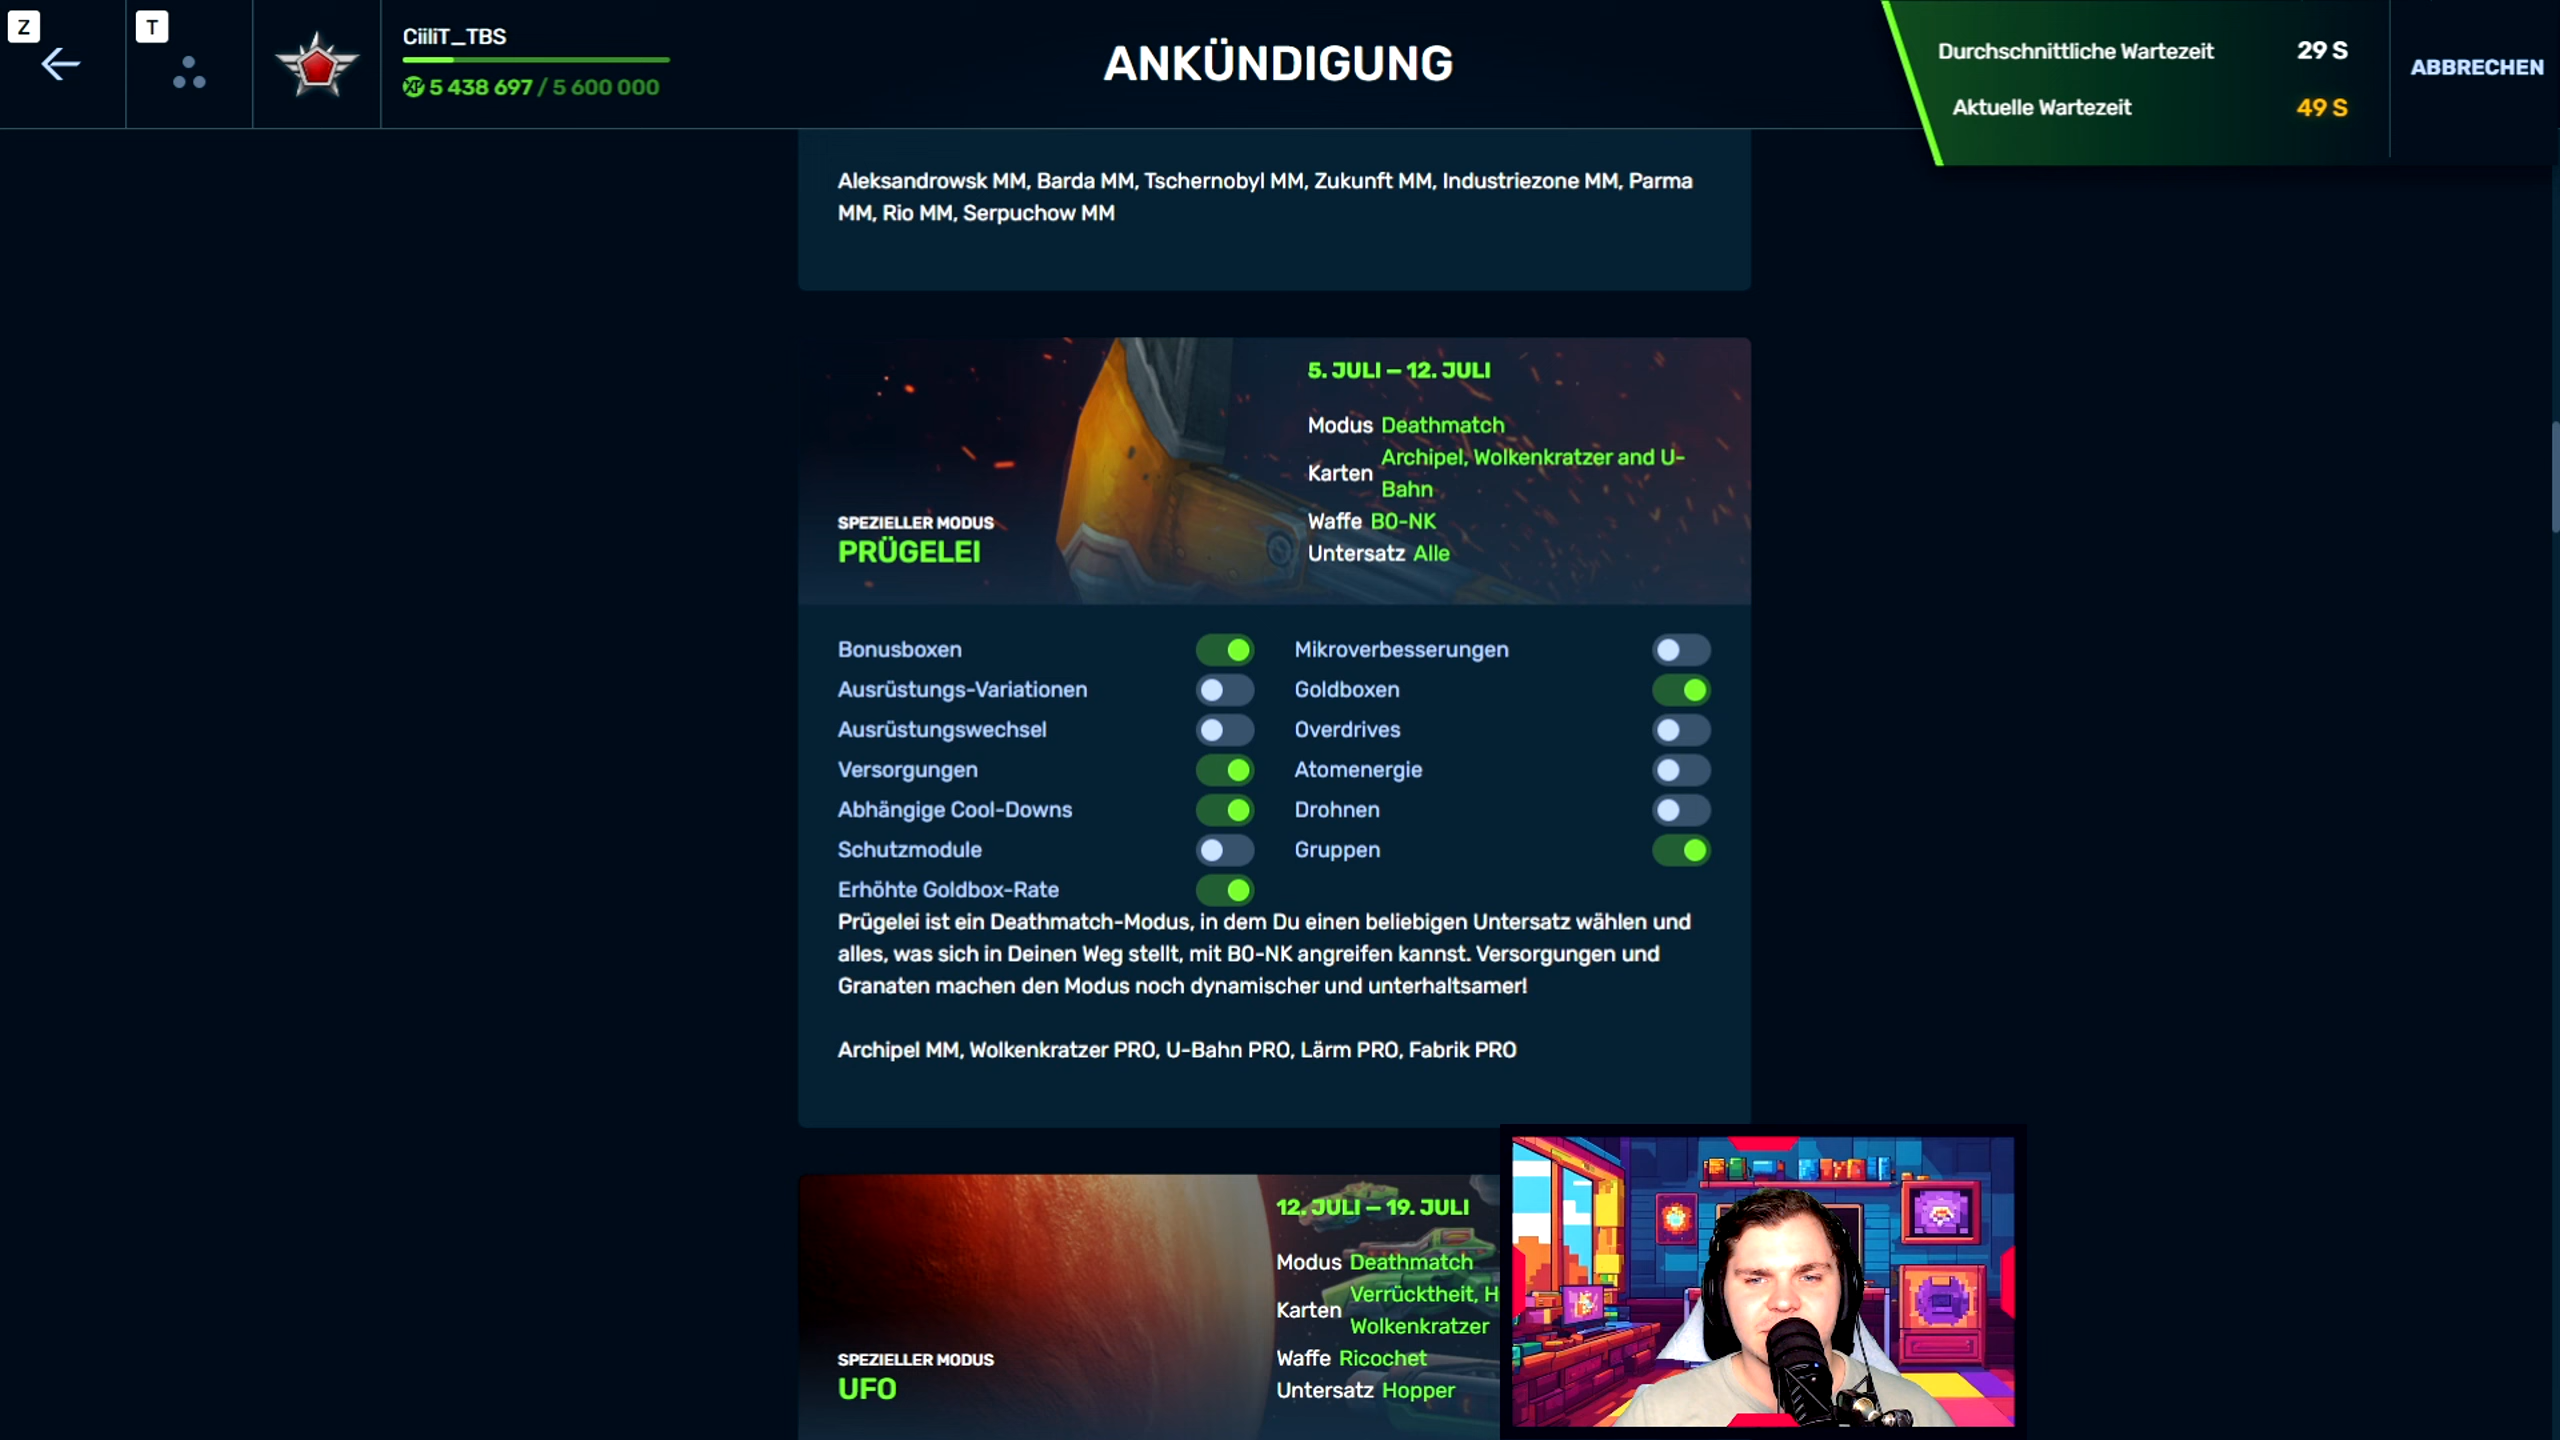 Z
T
CiiliT_TBS
XP 5 438 697 / 5 600 000
ANKÜNDIGUNG
Durchschnittliche Wartezeit 29 S
Aktuelle Wartezeit 49 S
ABBRECHEN
Aleksandrowsk MM, Barda MM, Tschernobyl MM, Zukunft MM, Industriezone MM, Parma
MM, Rio MM, Serpuchow MM
5. JULI – 12. JULI
Modus Deathmatch
Karten Archipel, Wolkenkratzer and U-
Bahn
Waffe B0-NK
Untersatz Alle
SPEZIELLER MODUS
PRÜGELEI
Bonusboxen
Mikroverbesserungen
Ausrüstungs-Variationen
Goldboxen
Ausrüstungswechsel
Overdrives
Versorgungen
Atomenergie
Abhängige Cool-Downs
Drohnen
Schutzmodule
Gruppen
Erhöhte Goldbox-Rate
Prügelei ist ein Deathmatch-Modus, in dem Du einen beliebigen Untersatz wählen und
alles, was sich in Deinen Weg stellt, mit B0-NK angreifen kannst. Versorgungen und
Granaten machen den Modus noch dynamischer und unterhaltsamer!
Archipel MM, Wolkenkratzer PRO, U-Bahn PRO, Lärm PRO, Fabrik PRO
12. JULI – 19. JULI
Modus Deathmatch
Karten Verrücktheit, H
Wolkenkratzer
Waffe Ricochet
Untersatz Hopper
SPEZIELLER MODUS
UFO